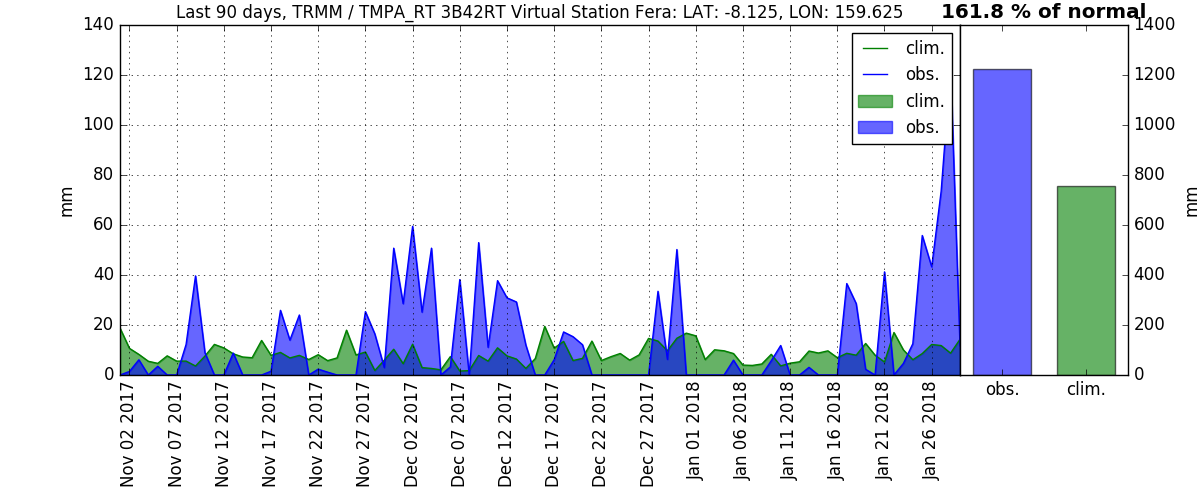 Last 90 days, TRMM / TMPA_RT 3B42RT Virtual Station Fera: LAT: -8.125, LON: 159.625
161.8 % of normal
140
120
100
80
60
40
20
0
mm
clim.
obs.
clim.
obs.
1400
1200
1000
800
600
400
200
0
mm
obs.
clim.
Nov 02 2017
Nov 07 2017
Nov 12 2017
Nov 17 2017
Nov 22 2017
Nov 27 2017
Dec 02 2017
Dec 07 2017
Dec 12 2017
Dec 17 2017
Dec 22 2017
Dec 27 2017
Jan 01 2018
Jan 06 2018
Jan 11 2018
Jan 16 2018
Jan 21 2018
Jan 26 2018